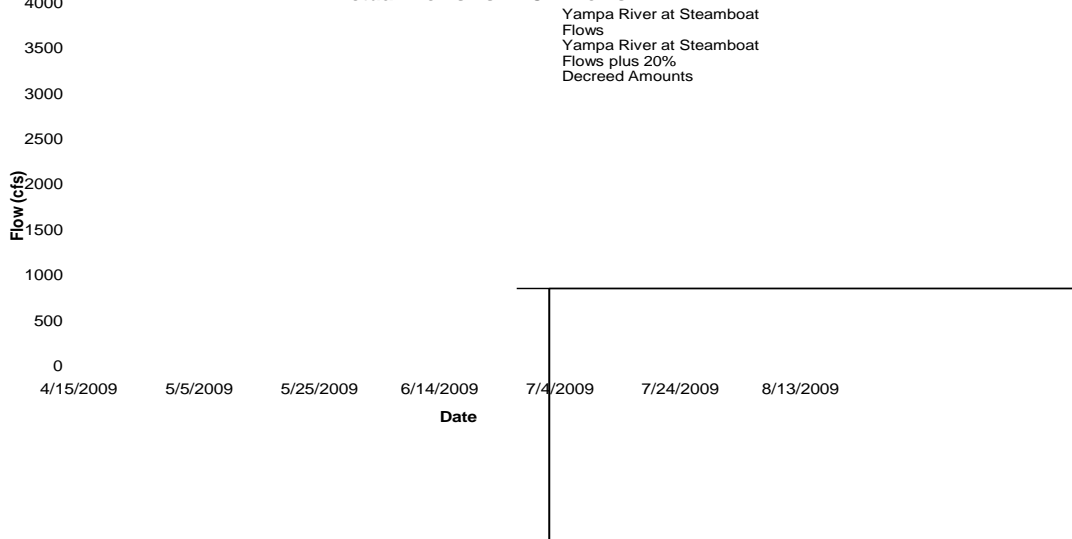 4000
Yampa River at Steamboat
Flows
Yampa River at Steamboat
Flows plus 20%
Decreed Amounts
3500
3000
2500
2000
1500
1000
500
0
Flow (cfs)
4/15/2009 5/5/2009 5/25/2009 6/14/2009 7/4/2009 7/24/2009 8/13/2009
Date